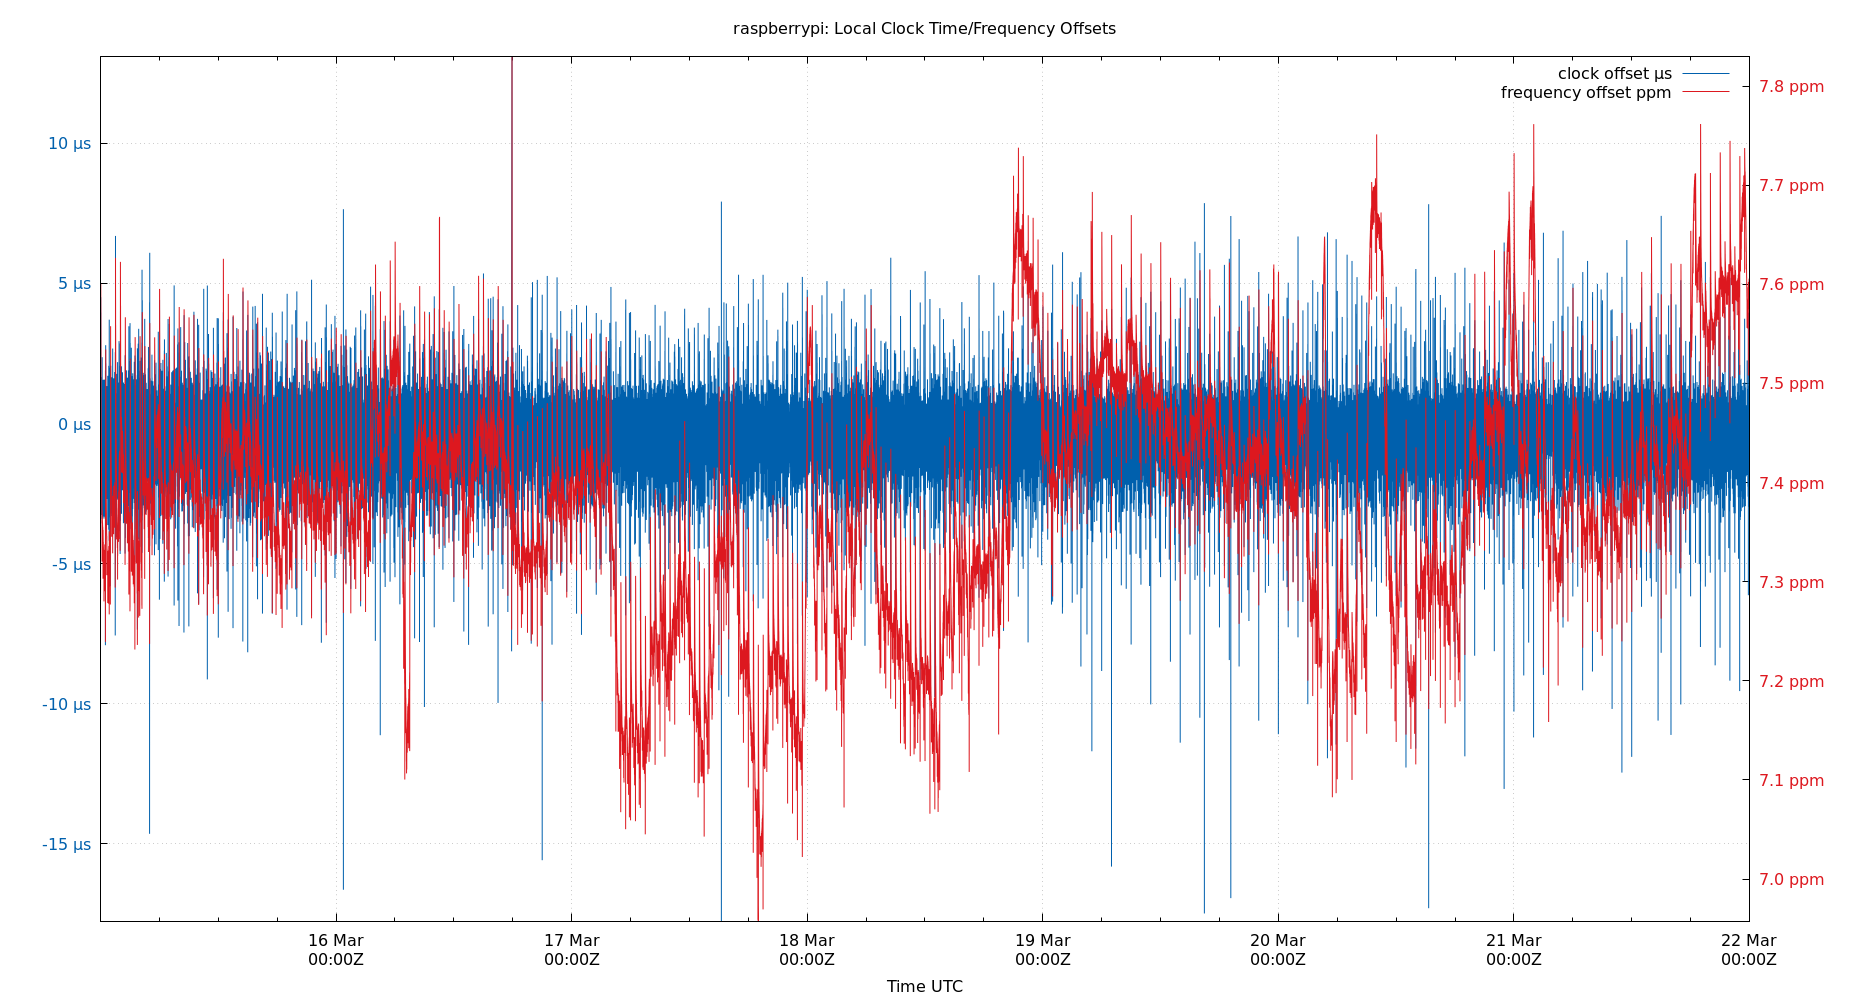 raspberrypi: Local Clock Time/Frequency Offsets
clock offset µs
frequency offset ppm
10 µs
5 µs
0 µs
-5 µs
-10 µs
-15 µs
7.8 ppm
7.7 ppm
7.6 ppm
7.5 ppm
7.4 ppm
7.3 ppm
7.2 ppm
7.1 ppm
7.0 ppm
16 Mar 17 Mar 18 Mar 19 Mar 20 Mar 21 Mar 22 Mar
00:00Z 00:00Z 00:00Z 00:00Z 00:00Z 00:00Z 00:00Z
Time UTC